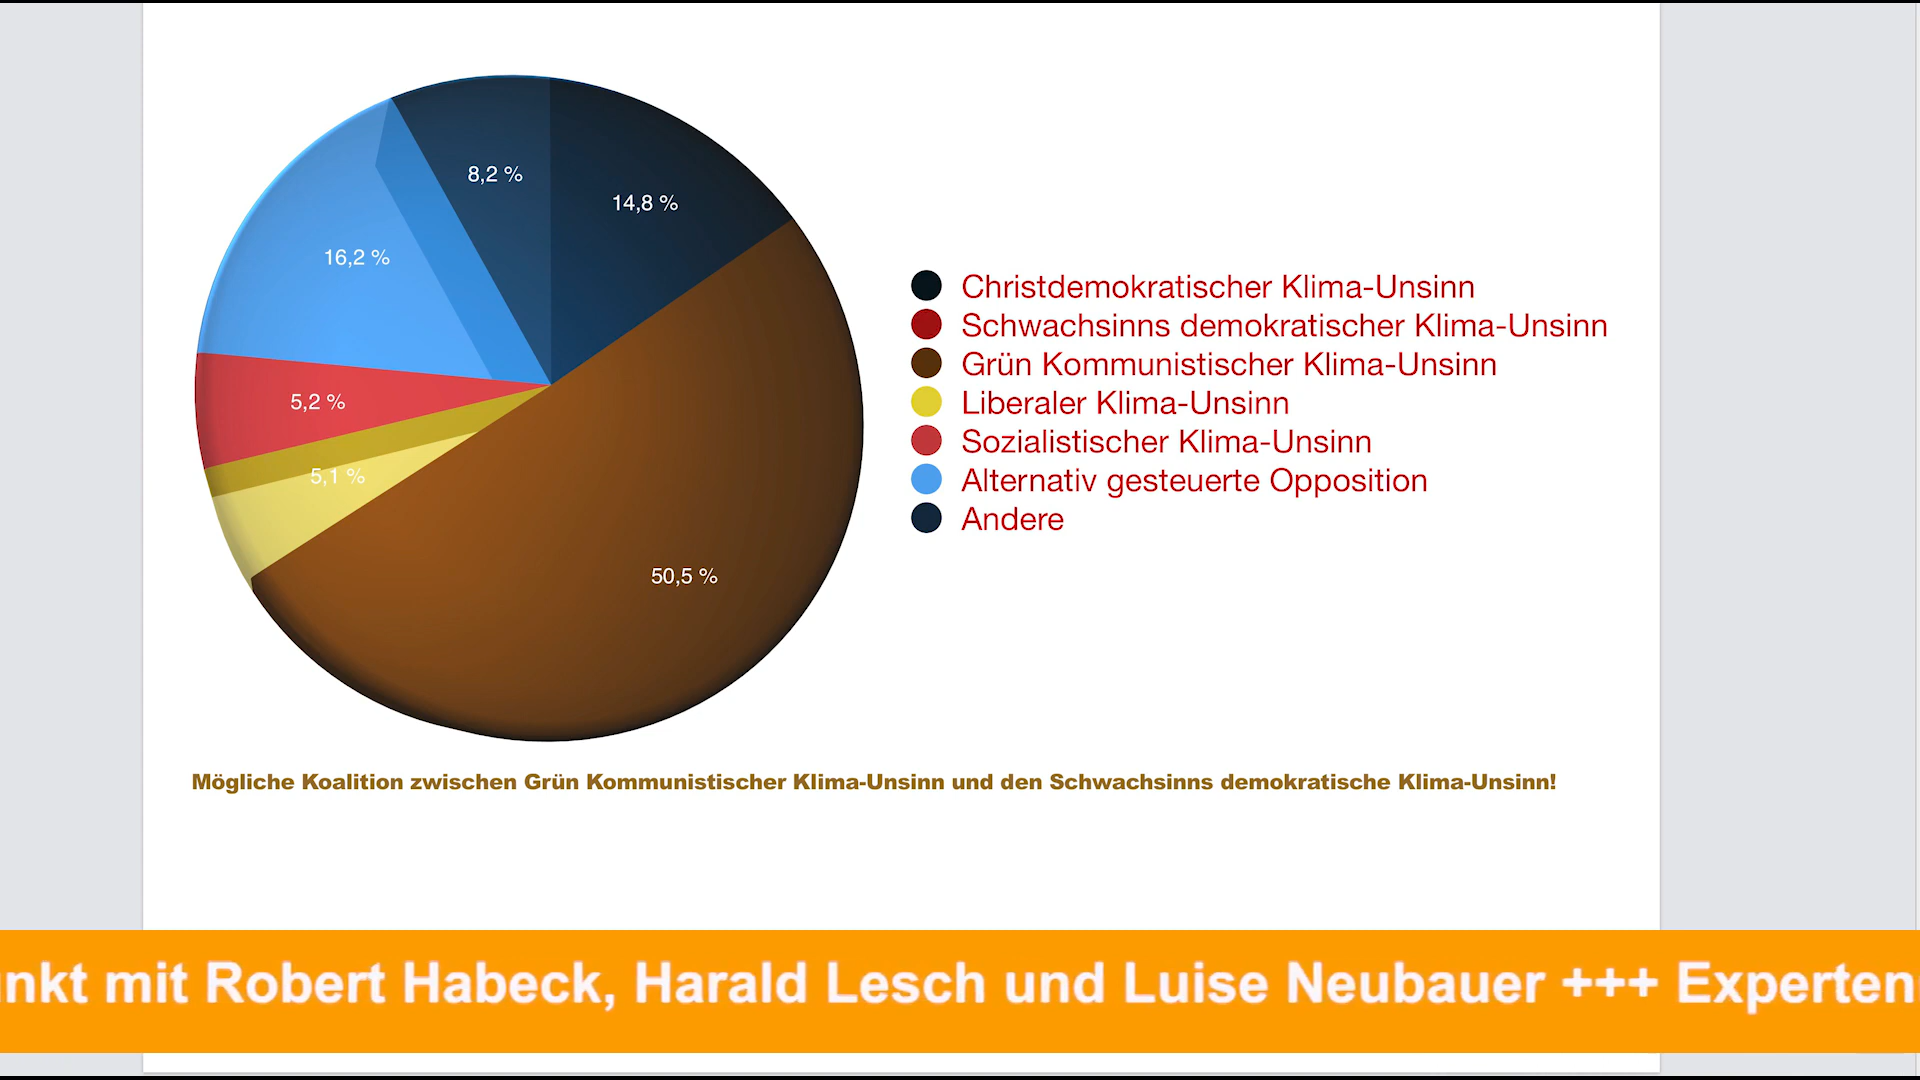 8,2 %
14,8 %
16,2 %
5,2 %
5,1 %
50,5 %
Christdemokratischer Klima-Unsinn
Schwachsinns demokratischer Klima-Unsinn
Grün Kommunistischer Klima-Unsinn
Liberaler Klima-Unsinn
Sozialistischer Klima-Unsinn
Alternativ gesteuerte Opposition
Andere
Mögliche Koalition zwischen Grün Kommunistischer Klima-Unsinn und den Schwachsinns demokratische Klima-Unsinn!
nkt mit Robert Habeck, Harald Lesch und Luise Neubauer +++ Experten